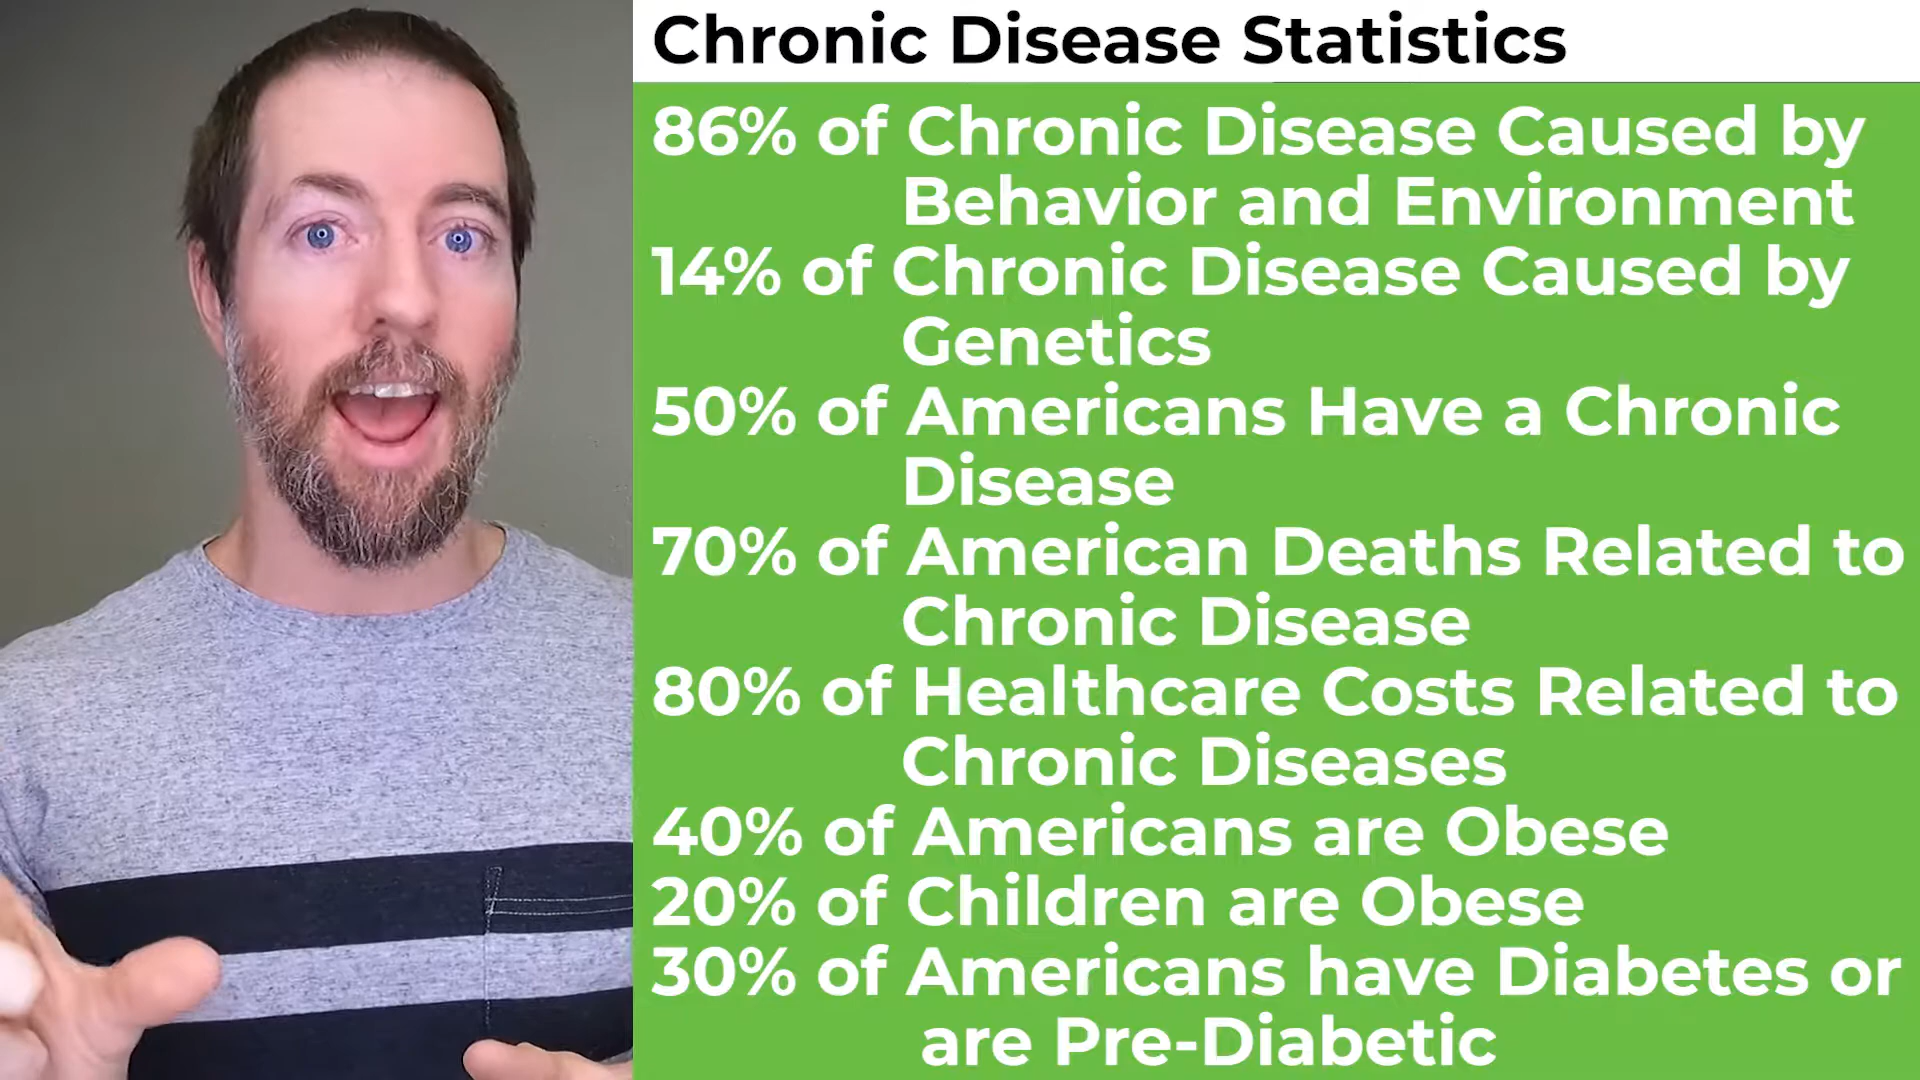 Chronic Disease Statistics
86% of Chronic Disease Caused by
Behavior and Environment
14% of Chronic Disease Caused by
Genetics
50% of Americans Have a Chronic
Disease
70% of American Deaths Related to
Chronic Disease
80% of Healthcare Costs Related to
Chronic Diseases
40% of Americans are Obese
20% of Children are Obese
30% of Americans have Diabetes or
are Pre-Diabetic